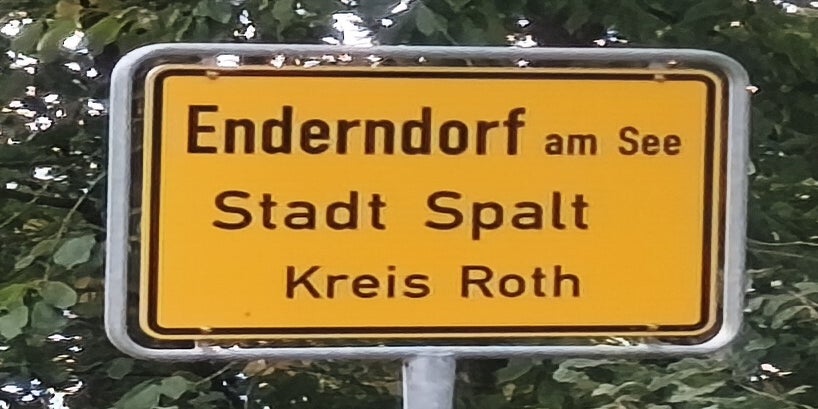 Enderndorf am See
Stadt Spalt
Kreis Roth